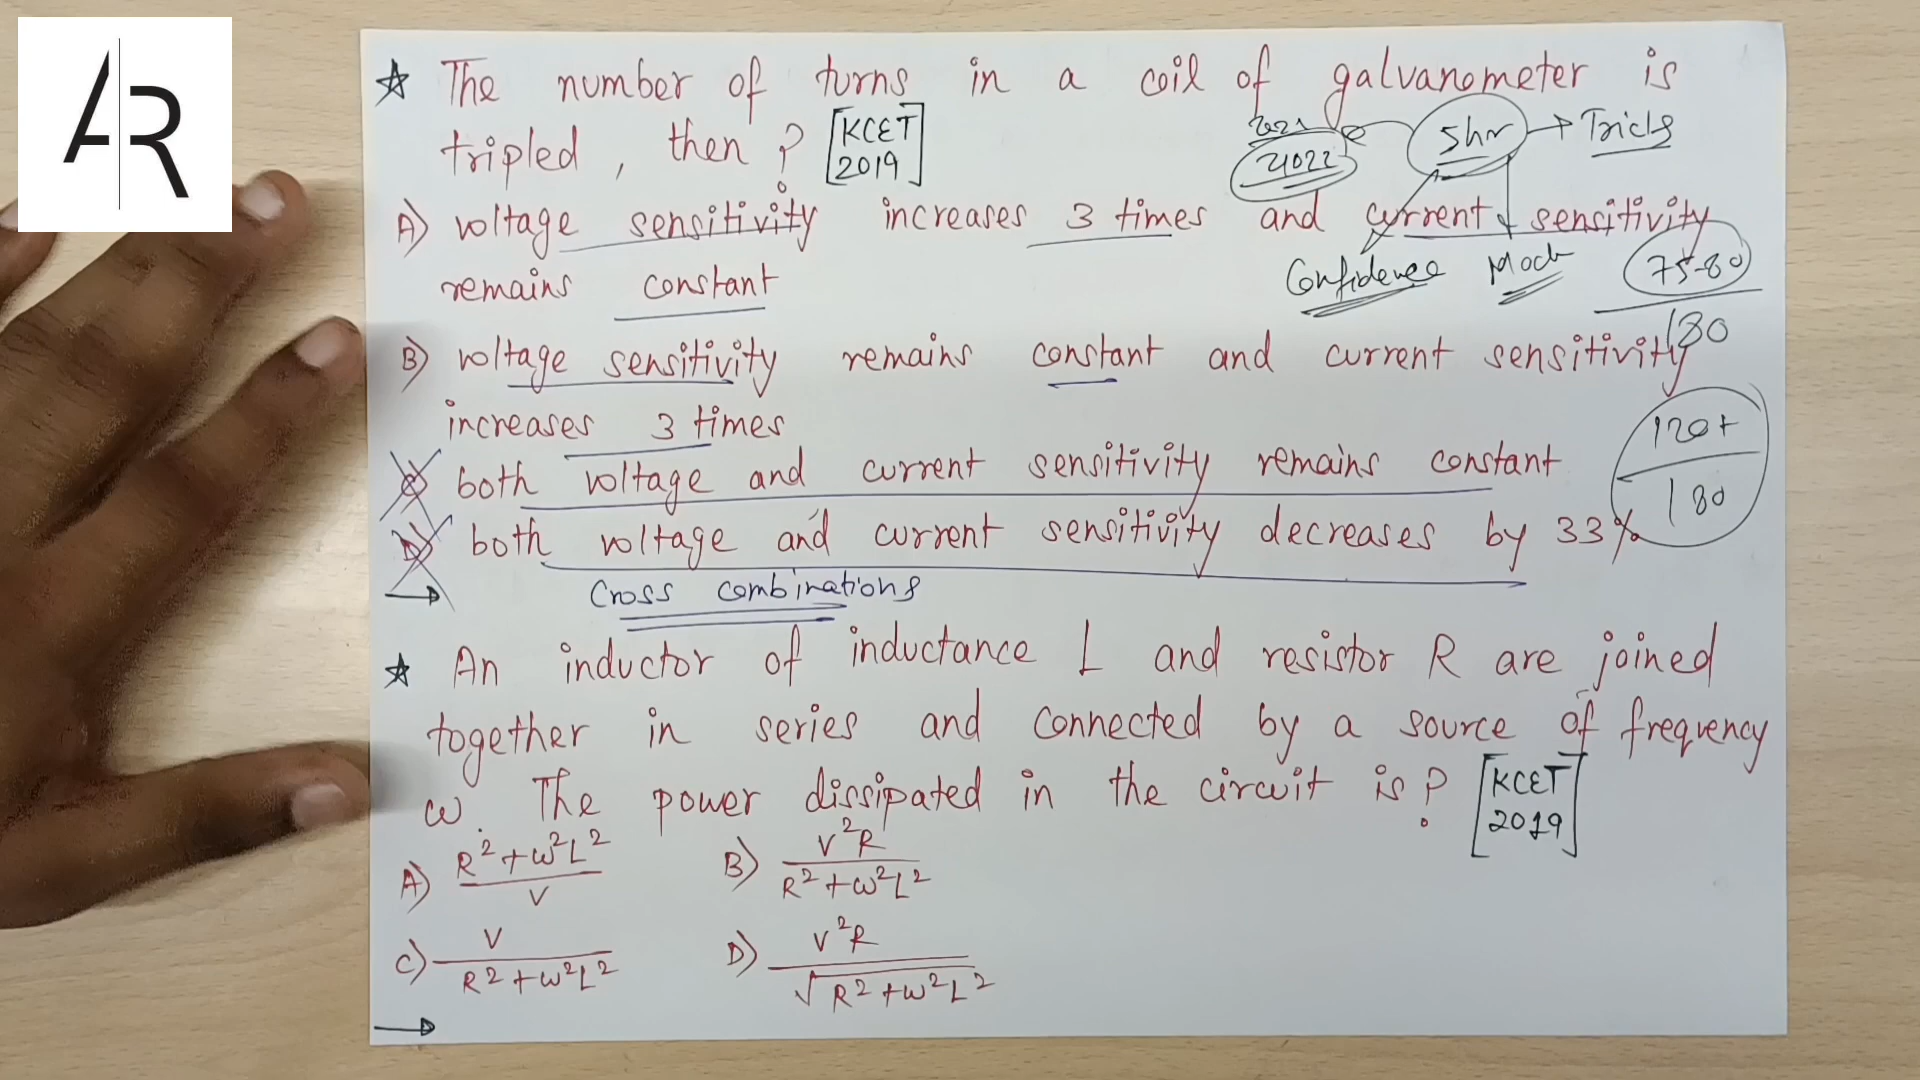 AR
☆ The number of turns in a coil of galvanometer is
tripled , then ? [KCET 2019]
2021
21022
5hr → Tricks
A) voltage sensitivity increases 3 times and current sensitivity
remains constant
Confidence Mock 75-80
180
B) voltage sensitivity remains constant and current sensitivity
increases 3 times
120+
180
C) both voltage and current sensitivity remains constant
D) both voltage and current sensitivity decreases by 33%
→ Cross combinations
☆ An inductor of inductance L and resistor R are joined
together in series and connected by a source of frequency
ω. The power dissipated in the circuit is ? [KCET 2019]
A) R²+ω²L² / V B) V²R / R²+ω²L²
C) V / R²+ω²L² D) V²R / √R²+ω²L²
→